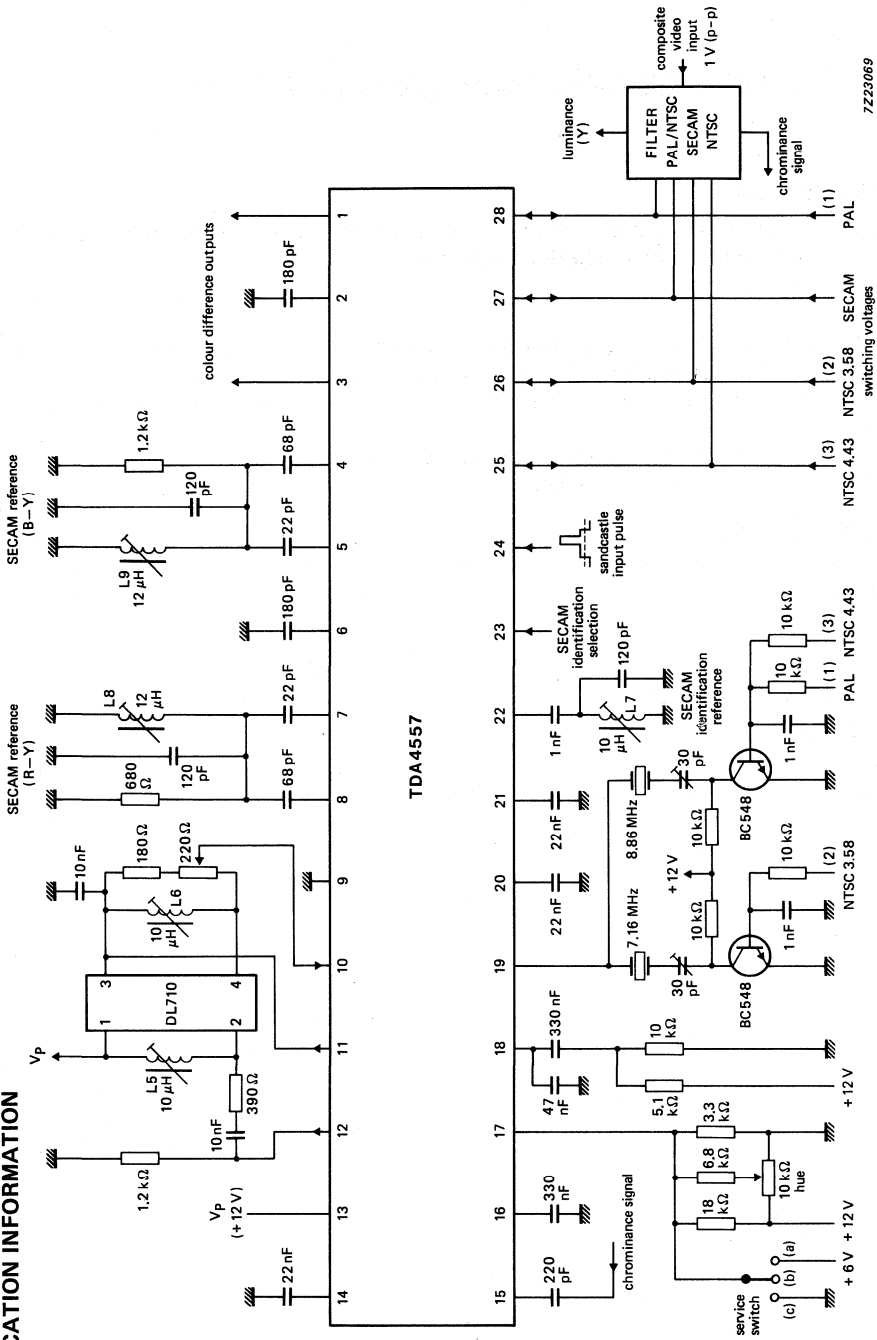 CATION INFORMATION
SECAM reference
(R-Y)
SECAM reference
(B-Y)
colour difference outputs
V_P
1.2 kΩ
V_P
(+12 V)
22 nF
10 nF
390 Ω
L5
10 μH
1
2
DL710
3
4
10 nF
10
μH
L6
180 Ω
220 Ω
680
Ω
120
pF
L8
12
μH
68 pF
22 pF
180 pF
L9
12 μH
120
pF
1.2 kΩ
22 pF
68 pF
180 pF
14
13
12
11
10
9
8
7
6
5
4
3
2
1
TDA4557
15
16
17
18
19
20
21
22
23
24
25
26
27
28
220
pF
chrominance signal
330
nF
service
switch
(c)
(b)
(a)
+ 6 V
+ 12 V
18
kΩ
6.8
kΩ
3.3
kΩ
10 kΩ
hue
47
nF
330 nF
5.1
kΩ
10
kΩ
+ 12 V
7.16 MHz
30
pF
10 kΩ
+12 V
10 kΩ
8.86 MHz
30
pF
22 nF
22 nF
BC548
1 nF
10 kΩ
(2)
NTSC 3.58
BC548
1 nF
10
kΩ
10 kΩ
(1)
PAL
(3)
NTSC 4.43
1 nF
10
μH
L7
120 pF
SECAM
identification
reference
SECAM
identification
selection
sandcastle
input pulse
(3)
NTSC 4.43
(2)
NTSC 3.58
SECAM
(1)
PAL
switching voltages
luminance
(Y)
FILTER
PAL/NTSC
SECAM
NTSC
composite
video
input
1 V (p-p)
chrominance
signal
7Z23069